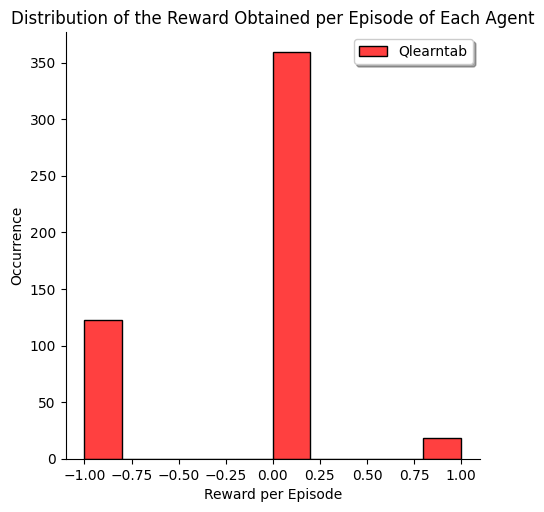 Distribution of the Reward Obtained per Episode of Each Agent
Qlearntab
350
300
250
200
150
100
50
0
Occurrence
−1.00 −0.75 −0.50 −0.25 0.00 0.25 0.50 0.75 1.00
Reward per Episode